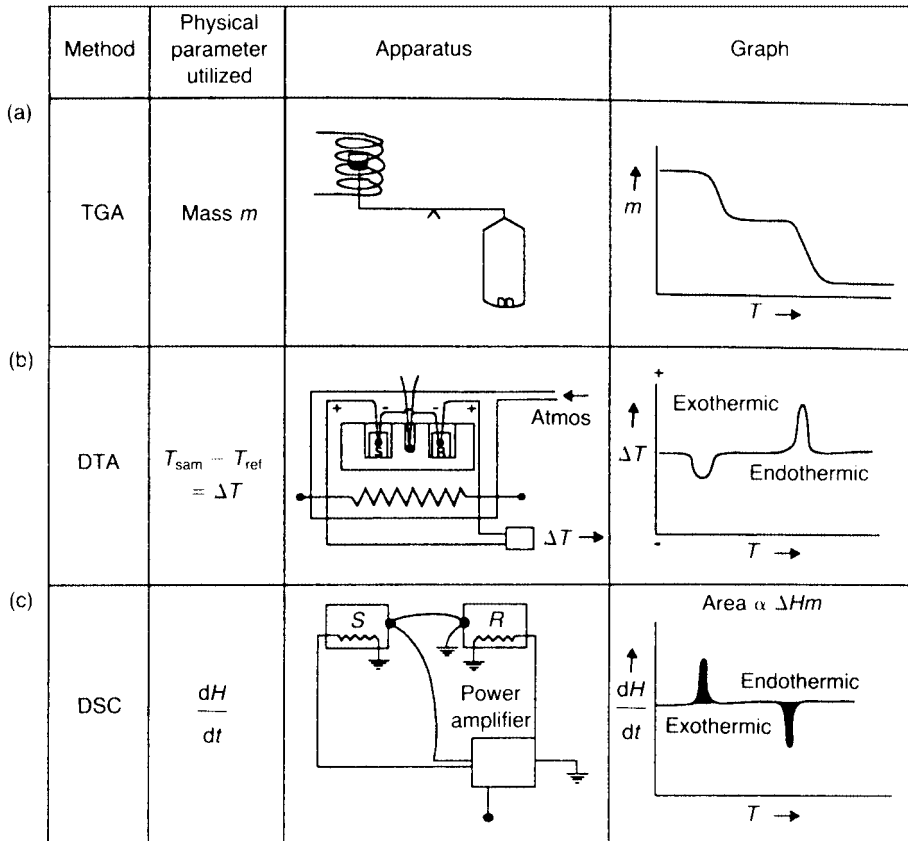 Method
Physical
parameter
utilized
Apparatus
Graph
(a)
TGA
Mass m
m
T →
(b)
DTA
T_sam − T_ref
= ΔT
+ - - +
S R
Atmos
ΔT →
+
Exothermic
ΔT
Endothermic
-
T →
(c)
DSC
dH
dt
S
R
Power
amplifier
Area α ΔHm
dH
dt
Endothermic
Exothermic
T →